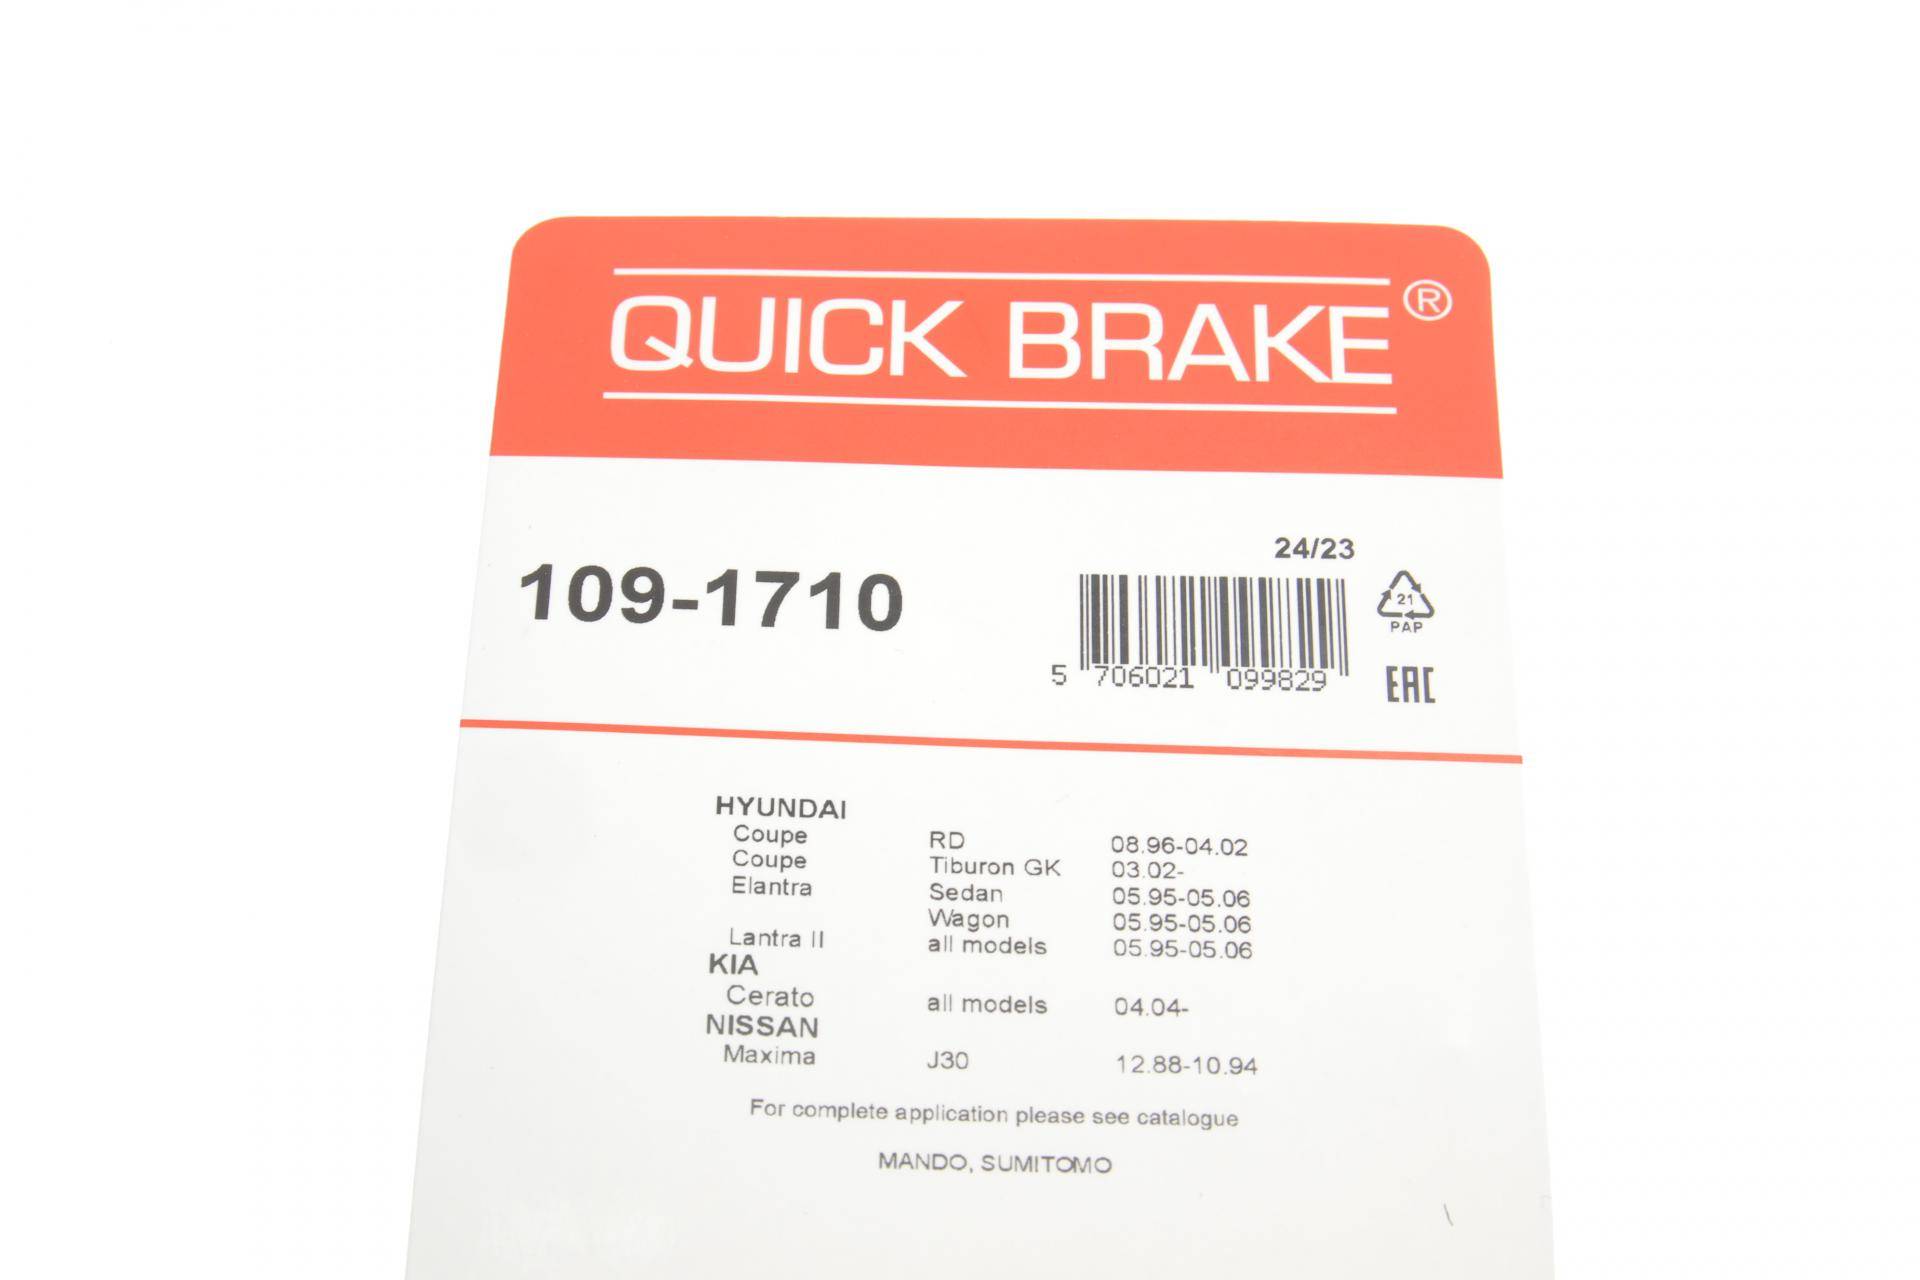 QUICK BRAKE®
24/23
109-1710
21
PAP
5 706021 099829
EAC
HYUNDAI
Coupe RD 08.96-04.02
Coupe Tiburon GK 03.02-
Elantra Sedan 05.95-05.06
Wagon 05.95-05.06
Lantra II all models 05.95-05.06
KIA
Cerato all models 04.04-
NISSAN
Maxima J30 12.88-10.94
For complete application please see catalogue
MANDO, SUMITOMO